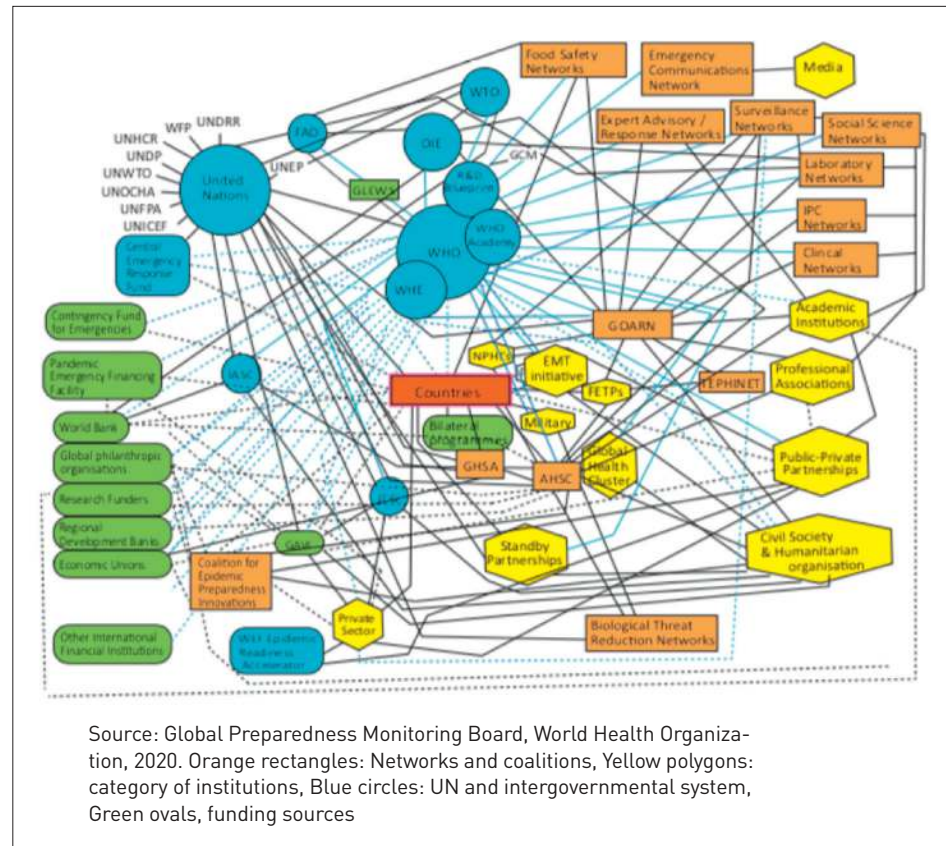 Food Safety
Networks
Emergency
Communications
Network
Media
WTO
UNDRR
WFP
UNHCR
UNDP
UNWTO
UNOCHA
UNFPA
UNICEF
United
Nations
UNEP
FAO
OIE
GCM
Expert Advisory /
Response Networks
Surveillance
Networks
Social Science
Networks
Laboratory
Networks
GLEWS
R&D
Blueprint
WHO
Academy
WHO
WHE
IPC
Networks
Clincal
Networks
Central
Emergency
Response
Fund
Contingency Fund
for Emergencies
GOARN
Academic
Institutions
Pandemic
Emergency Financing
Facility
IASC
NPHTs
EMT
initiative
FETPs
TEPHINET
Professional
Associations
Countries
World Bank
Bilateral
programmes
Military
Global philanthropic
organisations
GHSA
AHSC
Global
Health
Cluster
Public-Private
Partnerships
Research Funders
Regional
Development Banks
Economic Unions
GAVI
Coalition for
Epidemic
Preparedness
Innovations
Standby
Partnerships
Civil Society
& Humanitarian
organisation
Private
Sector
Biological Threat
Reduction Networks
Other International
Financial Institutions
WEF Epidemic
Readiness
Accelerator
Source: Global Preparedness Monitoring Board, World Health Organiza-
tion, 2020. Orange rectangles: Networks and coalitions, Yellow polygons:
category of institutions, Blue circles: UN and intergovernmental system,
Green ovals, funding sources